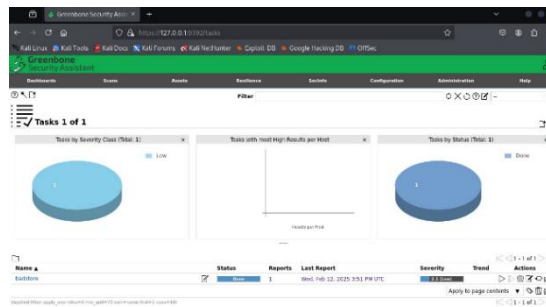 Greenbone Security Assis
https://127.0.0.1:9392/tasks
Kali Linux Kali Tools Kali Docs Kali Forums Kali NetHunter Exploit-DB Google Hacking DB OffSec
Greenbone
Security Assistant
Dashboards Scans Assets Resilience SecInfo Configuration Administration Help
Filter
Tasks 1 of 1
Tasks by Severity Class (Total: 1) Tasks with most High Results per Host Tasks by Status (Total: 1)
Low
Done
1
1
Results per Host
1 - 1 of 1
Name ▲ Status Reports Last Report Severity Trend Actions
badstore Done 1 Wed, Feb 12, 2025 3:51 PM UTC
Apply to page contents
1 - 1 of 1